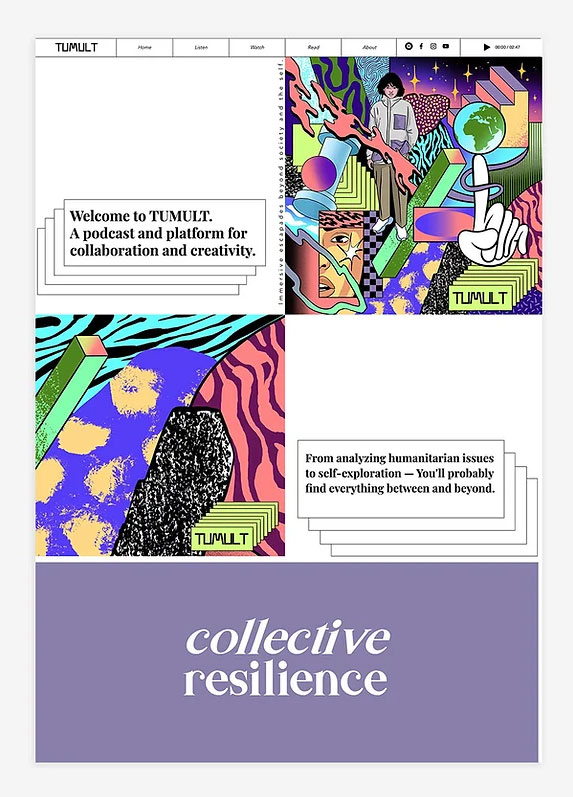 TUMULT
Home
Listen
Watch
Read
About
00:00 / 02:47
Immersive escapades beyond society and the self.
Welcome to TUMULT.
A podcast and platform for
collaboration and creativity.
TUMULT
TUMULT
From analyzing humanitarian issues
to self-exploration — You'll probably
find everything between and beyond.
collective
resilience